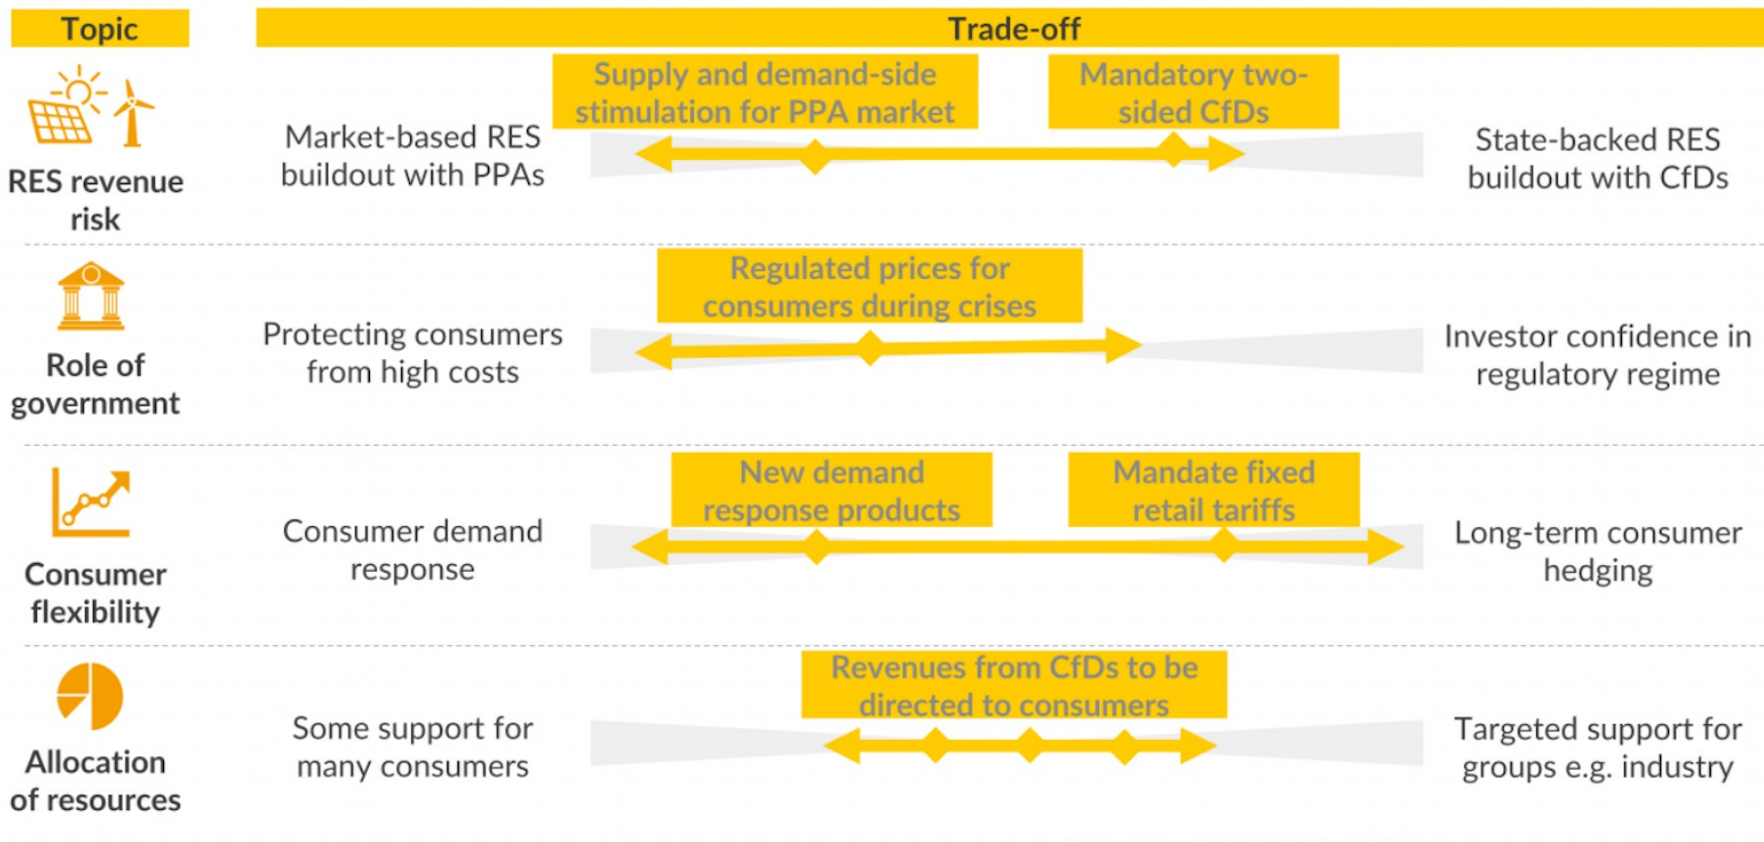 Topic
Trade-off
RES revenue
risk
Market-based RES
buildout with PPAs
Supply and demand-side
stimulation for PPA market
Mandatory two-
sided CfDs
State-backed RES
buildout with CfDs
Role of
government
Protecting consumers
from high costs
Regulated prices for
consumers during crises
Investor confidence in
regulatory regime
Consumer
flexibility
Consumer demand
response
New demand
response products
Mandate fixed
retail tariffs
Long-term consumer
hedging
Allocation
of resources
Some support for
many consumers
Revenues from CfDs to be
directed to consumers
Targeted support for
groups e.g. industry